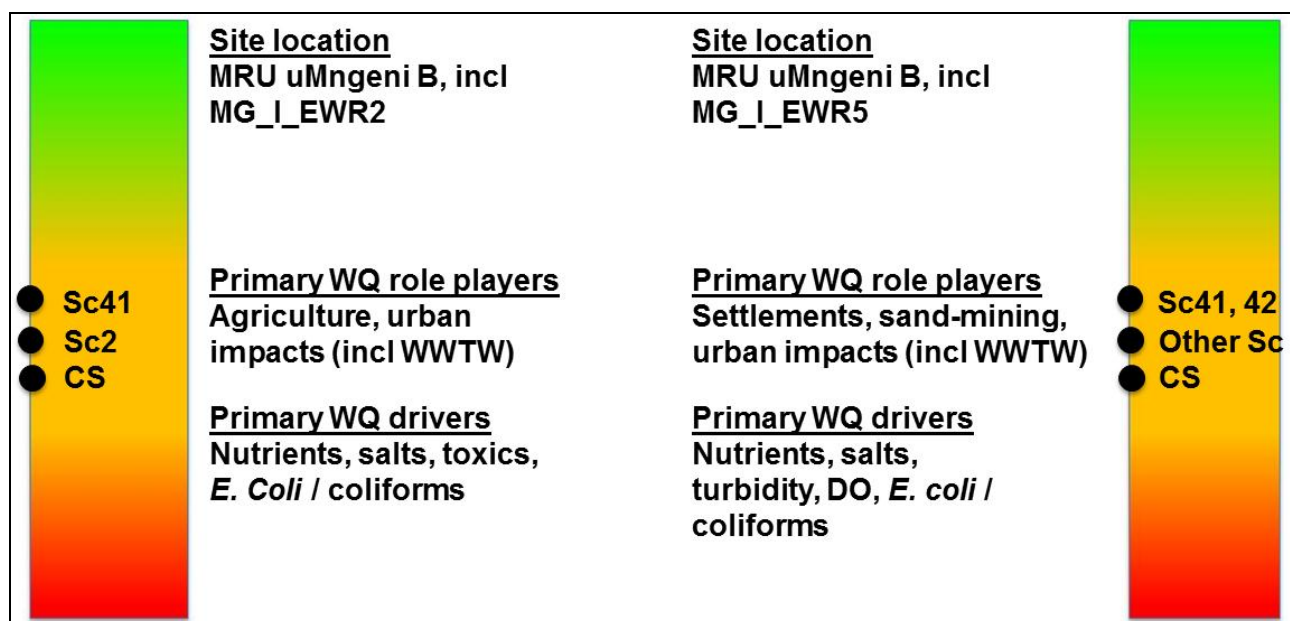 Site location
MRU uMngeni B, incl
MG_I_EWR2
Sc41
Sc2
CS
Primary WQ role players
Agriculture, urban
impacts (incl WWTW)
Primary WQ drivers
Nutrients, salts, toxics,
E. Coli / coliforms
Site location
MRU uMngeni B, incl
MG_I_EWR5
Primary WQ role players
Settlements, sand-mining,
urban impacts (incl WWTW)
Primary WQ drivers
Nutrients, salts,
turbidity, DO, E. coli /
coliforms
Sc41, 42
Other Sc
CS